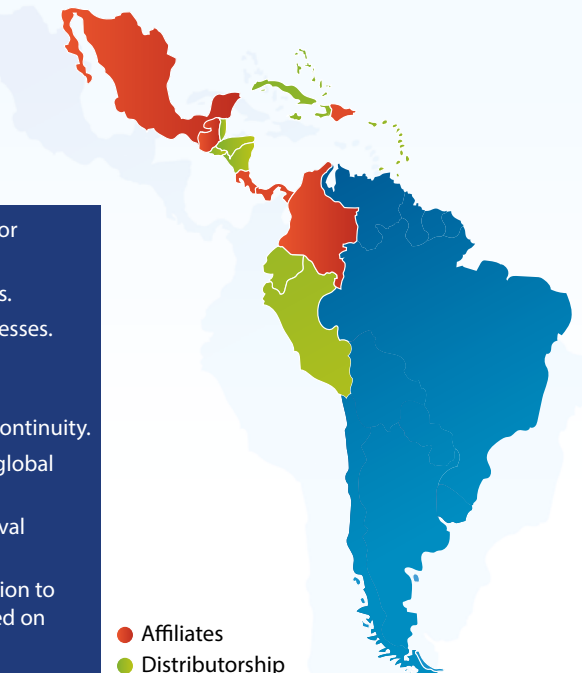 or
s.
esses.
ontinuity.
global
val
ion to
ed on
Affiliates
Distributorship